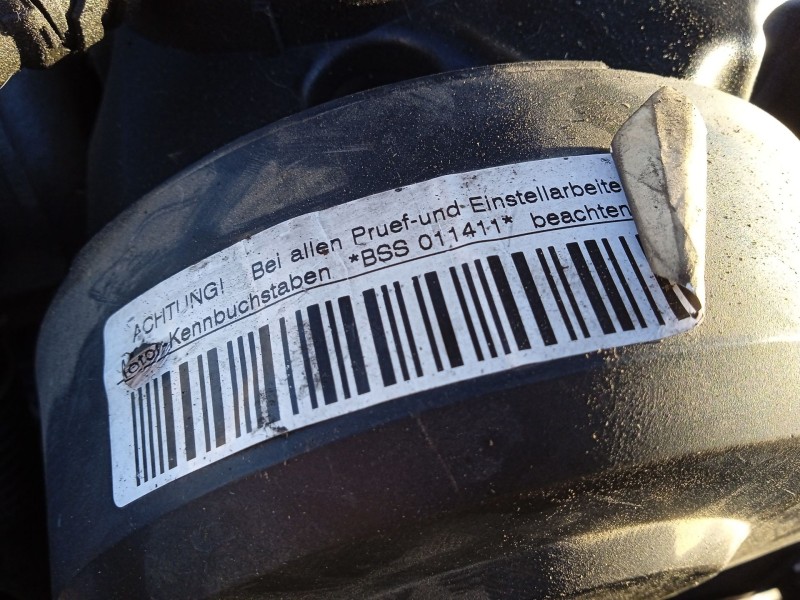 ACHTUNG! Bei allen Pruef-und Einstellarbeite
Kennbuchstaben *BSS 011411* beachten